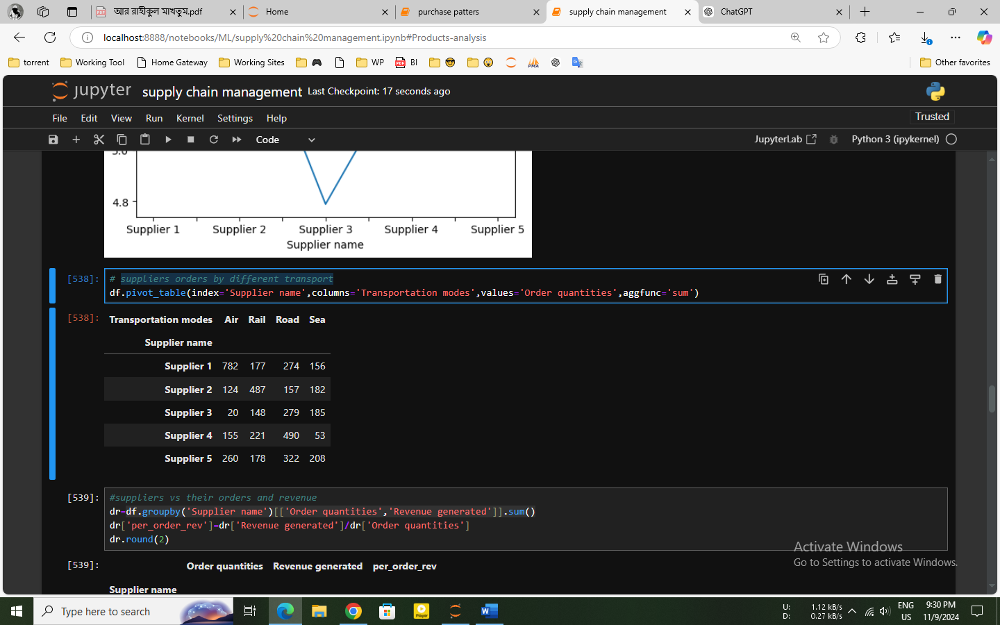 আর রাহীকুল মাখতুম.pdf
Home
purchase patters
supply chain management
ChatGPT
localhost:8888/notebooks/ML/supply%20chain%20management.ipynb#Products-analysis
torrent Working Tool Home Gateway Working Sites WP BI Other favorites
jupyter supply chain management Last Checkpoint: 17 seconds ago
File Edit View Run Kernel Settings Help Trusted
Code JupyterLab Python 3 (ipykernel)
5.0
4.8
Supplier 1 Supplier 2 Supplier 3 Supplier 4 Supplier 5
Supplier name
[538]: # suppliers orders by different transport
df.pivot_table(index='Supplier name',columns='Transportation modes',values='Order quantities',aggfunc='sum')
[538]: Transportation modes Air Rail Road Sea
Supplier name
Supplier 1 782 177 274 156
Supplier 2 124 487 157 182
Supplier 3 20 148 279 185
Supplier 4 155 221 490 53
Supplier 5 260 178 322 208
[539]: #suppliers vs their orders and revenue
dr=df.groupby('Supplier name')[['Order quantities','Revenue generated']].sum()
dr['per_order_rev']=dr['Revenue generated']/dr['Order quantities']
dr.round(2)
Activate Windows
Go to Settings to activate Windows.
[539]: Order quantities Revenue generated per_order_rev
Supplier name
Type here to search
U: 1.12 kB/s
D: 0.27 kB/s
ENG
US
9:30 PM
11/9/2024